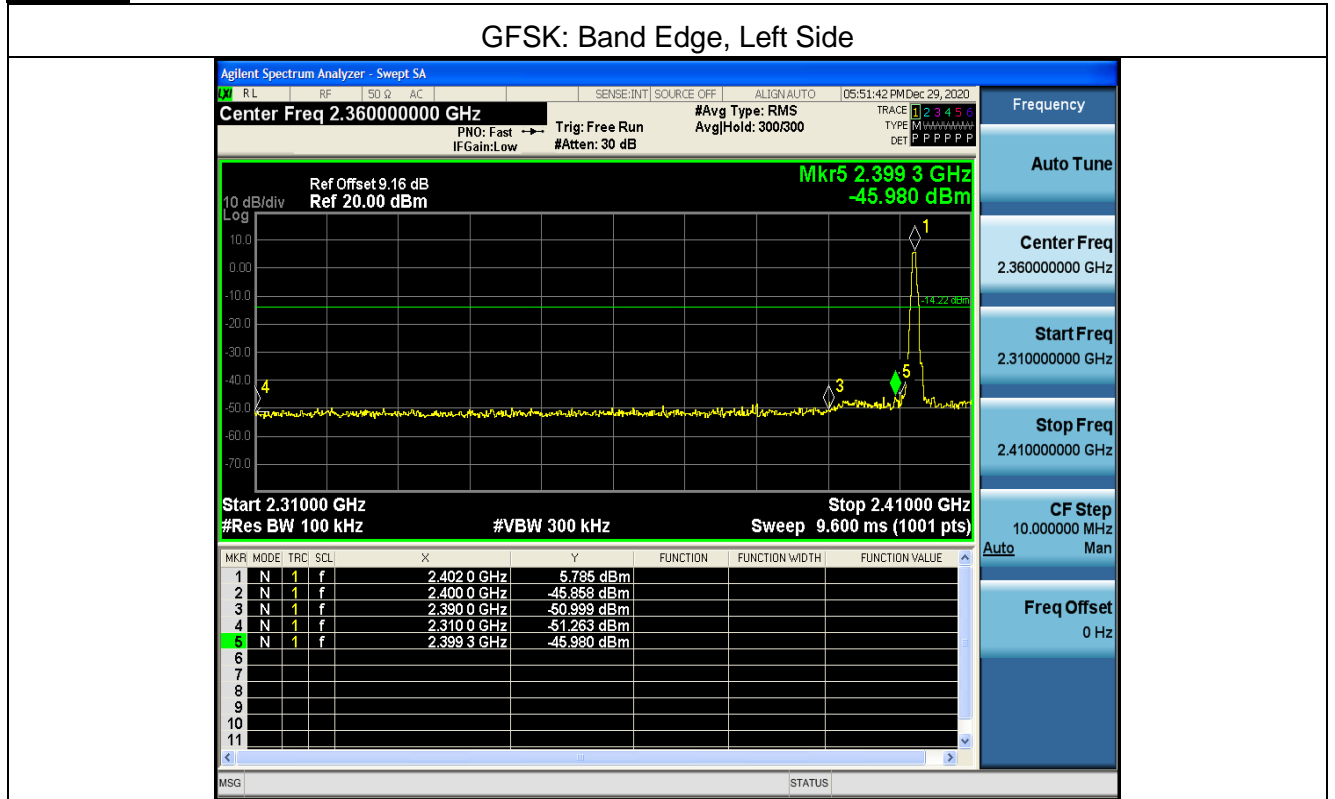 GFSK: Band Edge, Left Side
Agilent Spectrum Analyzer - Swept SA
LXI RL RF 50 Ω AC SENSE:INT SOURCE OFF ALIGN AUTO 05:51:42 PM Dec 29, 2020
Center Freq 2.360000000 GHz
PNO: Fast
IFGain:Low
Trig: Free Run
#Atten: 30 dB
#Avg Type: RMS
Avg|Hold: 300/300
TRACE 1 2 3 4 5 6
TYPE M
DET P P P P P P
Mkr5 2.399 3 GHz
-45.980 dBm
Ref Offset 9.16 dB
10 dB/div Ref 20.00 dBm
Log
10.0
0.00
-10.0
-20.0
-30.0
-40.0
-50.0
-60.0
-70.0
1
-14.22 dBm
5
4
3
Start 2.31000 GHz Stop 2.41000 GHz
#Res BW 100 kHz #VBW 300 kHz Sweep 9.600 ms (1001 pts)
MKR MODE TRC SCL X Y FUNCTION FUNCTION WIDTH FUNCTION VALUE
1 N 1 f 2.402 0 GHz 5.785 dBm
2 N 1 f 2.400 0 GHz -45.858 dBm
3 N 1 f 2.390 0 GHz -50.999 dBm
4 N 1 f 2.310 0 GHz -51.263 dBm
5 N 1 f 2.399 3 GHz -45.980 dBm
6
7
8
9
10
11
MSG STATUS
Frequency
Auto Tune
Center Freq
2.360000000 GHz
Start Freq
2.310000000 GHz
Stop Freq
2.410000000 GHz
CF Step
10.000000 MHz
Auto Man
Freq Offset
0 Hz